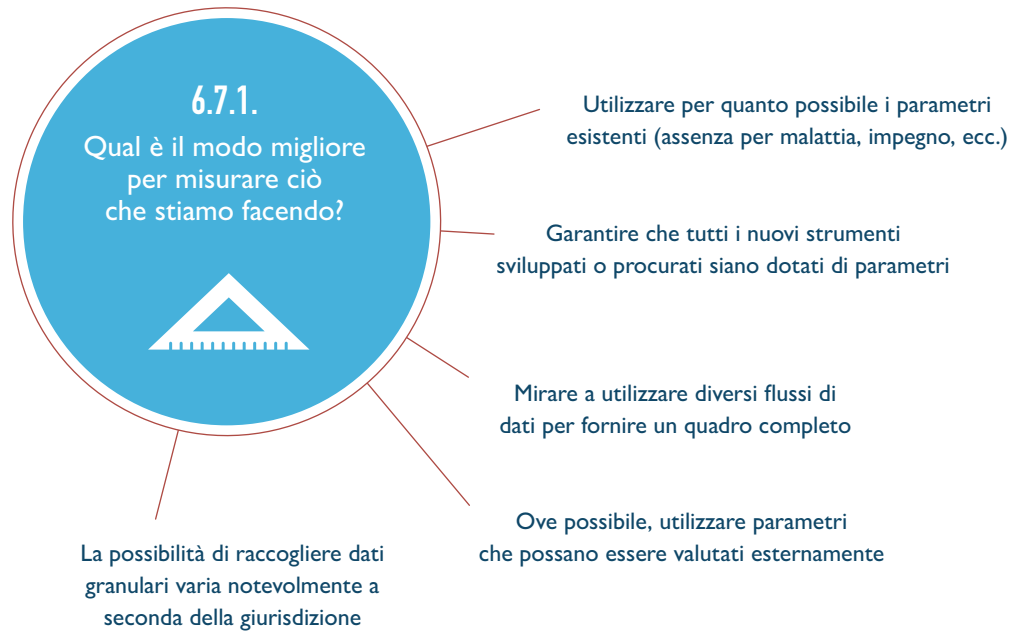 6.7.1.
Qual è il modo migliore
per misurare ciò
che stiamo facendo?
Utilizzare per quanto possibile i parametri
esistenti (assenza per malattia, impegno, ecc.)
Garantire che tutti i nuovi strumenti
sviluppati o procurati siano dotati di parametri
Mirare a utilizzare diversi flussi di
dati per fornire un quadro completo
Ove possibile, utilizzare parametri
che possano essere valutati esternamente
La possibilità di raccogliere dati
granulari varia notevolmente a
seconda della giurisdizione